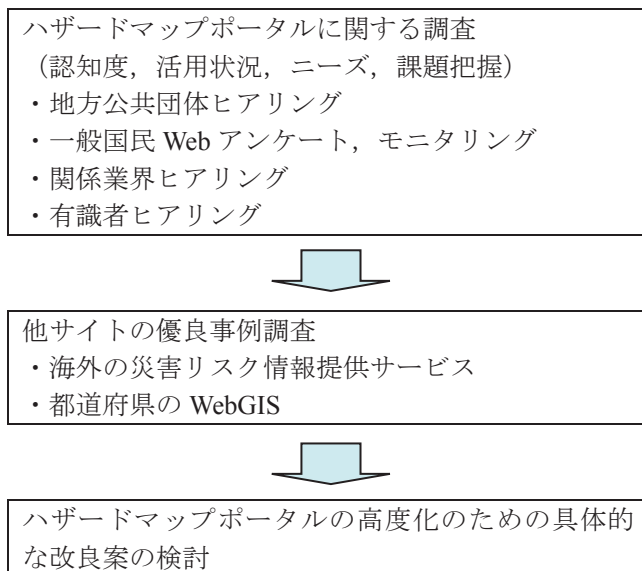 ハザードマップポータルに関する調査
（認知度，活用状況，ニーズ，課題把握）
・地方公共団体ヒアリング
・一般国民 Web アンケート，モニタリング
・関係業界ヒアリング
・有識者ヒアリング
他サイトの優良事例調査
・海外の災害リスク情報提供サービス
・都道府県の WebGIS
ハザードマップポータルの高度化のための具体的
な改良案の検討